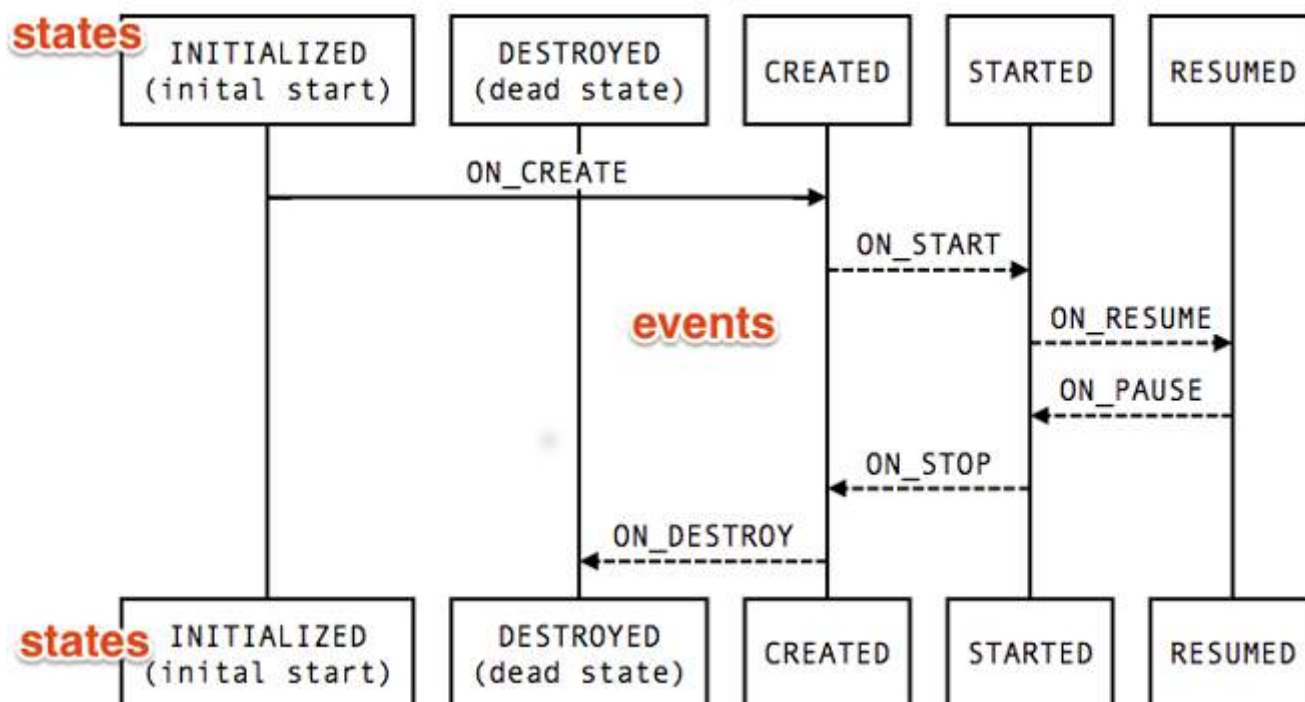 states
INITIALIZED
(inital start)
DESTROYED
(dead state)
CREATED
STARTED
RESUMED
ON_CREATE
ON_START
events
ON_RESUME
ON_PAUSE
ON_STOP
ON_DESTROY
states
INITIALIZED
(inital start)
DESTROYED
(dead state)
CREATED
STARTED
RESUMED